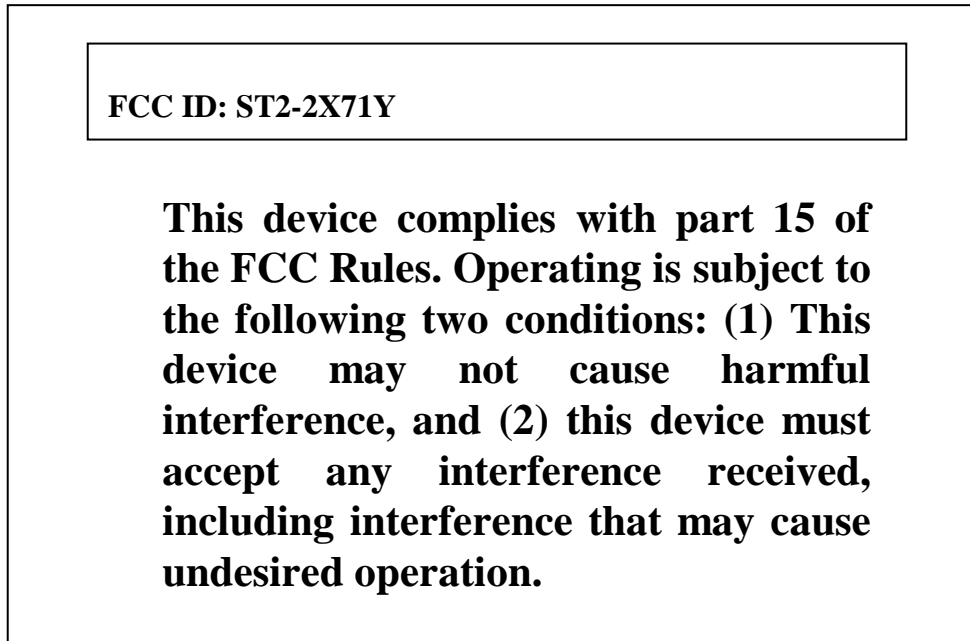 FCC ID: ST2-2X71Y
This device complies with part 15 of
the FCC Rules. Operating is subject to
the following two conditions: (1) This
device may not cause harmful
interference, and (2) this device must
accept any interference received,
including interference that may cause
undesired operation.